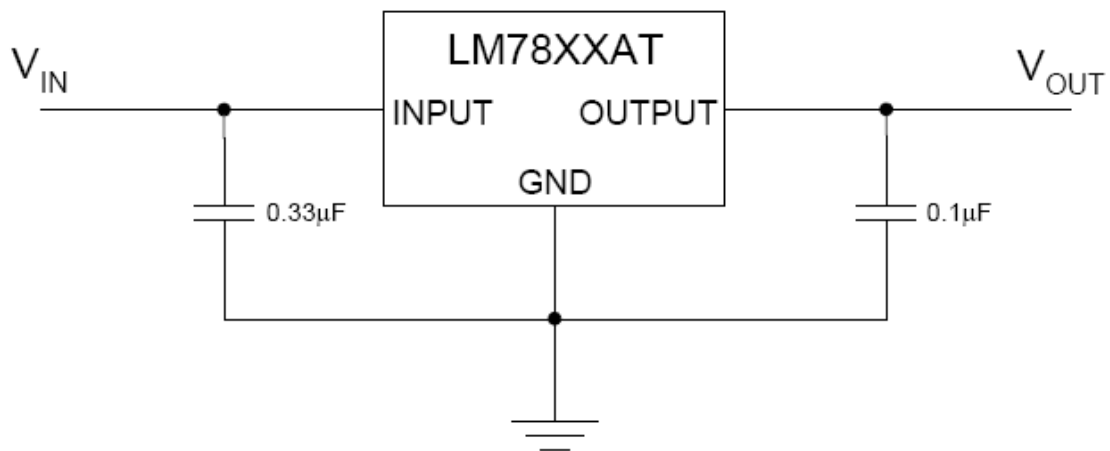 LM78XXAT
V_IN
V_OUT
INPUT
OUTPUT
GND
0.33µF
0.1µF